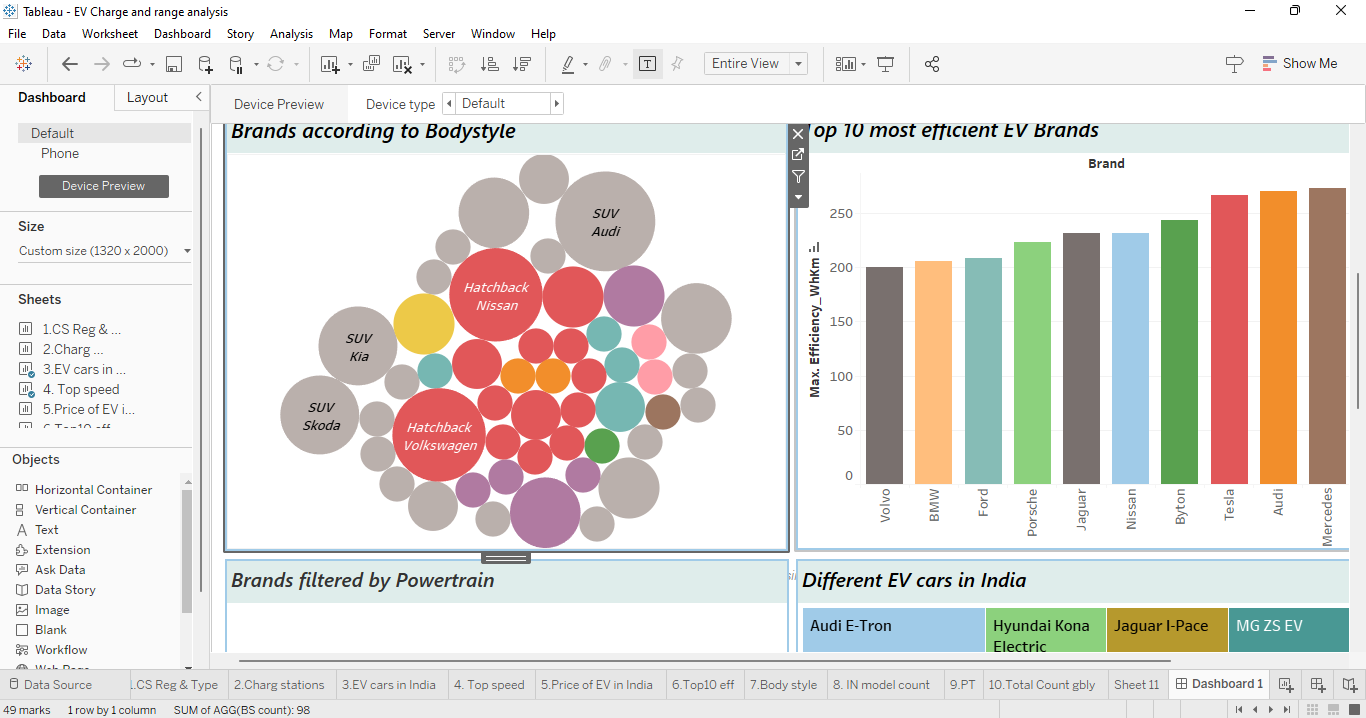 Tableau - EV Charge and range analysis
File Data Worksheet Dashboard Story Analysis Map Format Server Window Help
Entire View
Show Me
Dashboard
Layout
Device Preview
Device type
Default
Default
Phone
Device Preview
Size
Custom size (1320 x 2000)
Sheets
1.CS Reg & ...
2.Charg ...
3.EV cars in ...
4. Top speed
5.Price of EV i...
Objects
Horizontal Container
Vertical Container
Text
Extension
Ask Data
Data Story
Image
Blank
Workflow
Brands according to Bodystyle
SUV
Audi
Hatchback
Nissan
SUV
Kia
SUV
Skoda
Hatchback
Volkswagen
Top 10 most efficient EV Brands
Brand
Max. Efficiency_WhKm
250
200
150
100
50
0
Volvo
BMW
Ford
Porsche
Jaguar
Nissan
Byton
Tesla
Audi
Mercedes
Brands filtered by Powertrain
Different EV cars in India
Audi E-Tron
Hyundai Kona
Electric
Jaguar I-Pace
MG ZS EV
Data Source
.CS Reg & Type
2.Charg stations
3.EV cars in India
4. Top speed
5.Price of EV in India
6.Top10 eff
7.Body style
8. IN model count
9.PT
10.Total Count gbly
Sheet 11
Dashboard 1
49 marks
1 row by 1 column
SUM of AGG(BS count): 98